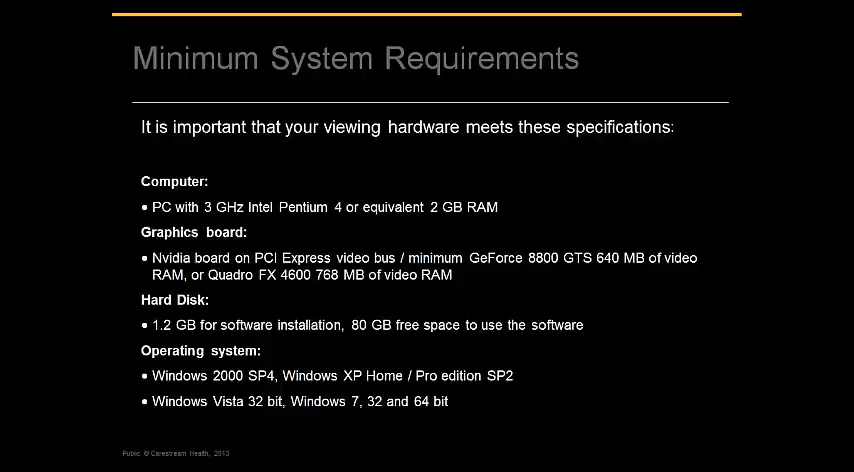 Minimum System Requirements
It is important that your viewing hardware meets these specifications:
Computer:
• PC with 3 GHz Intel Pentium 4 or equivalent 2 GB RAM
Graphics board:
• Nvidia board on PCI Express video bus / minimum GeForce 8800 GTS 640 MB of video
RAM, or Quadro FX 4600 768 MB of video RAM
Hard Disk:
• 1.2 GB for software installation, 80 GB free space to use the software
Operating system:
• Windows 2000 SP4, Windows XP Home / Pro edition SP2
• Windows Vista 32 bit, Windows 7, 32 and 64 bit
Public © Carestream Health, 2013